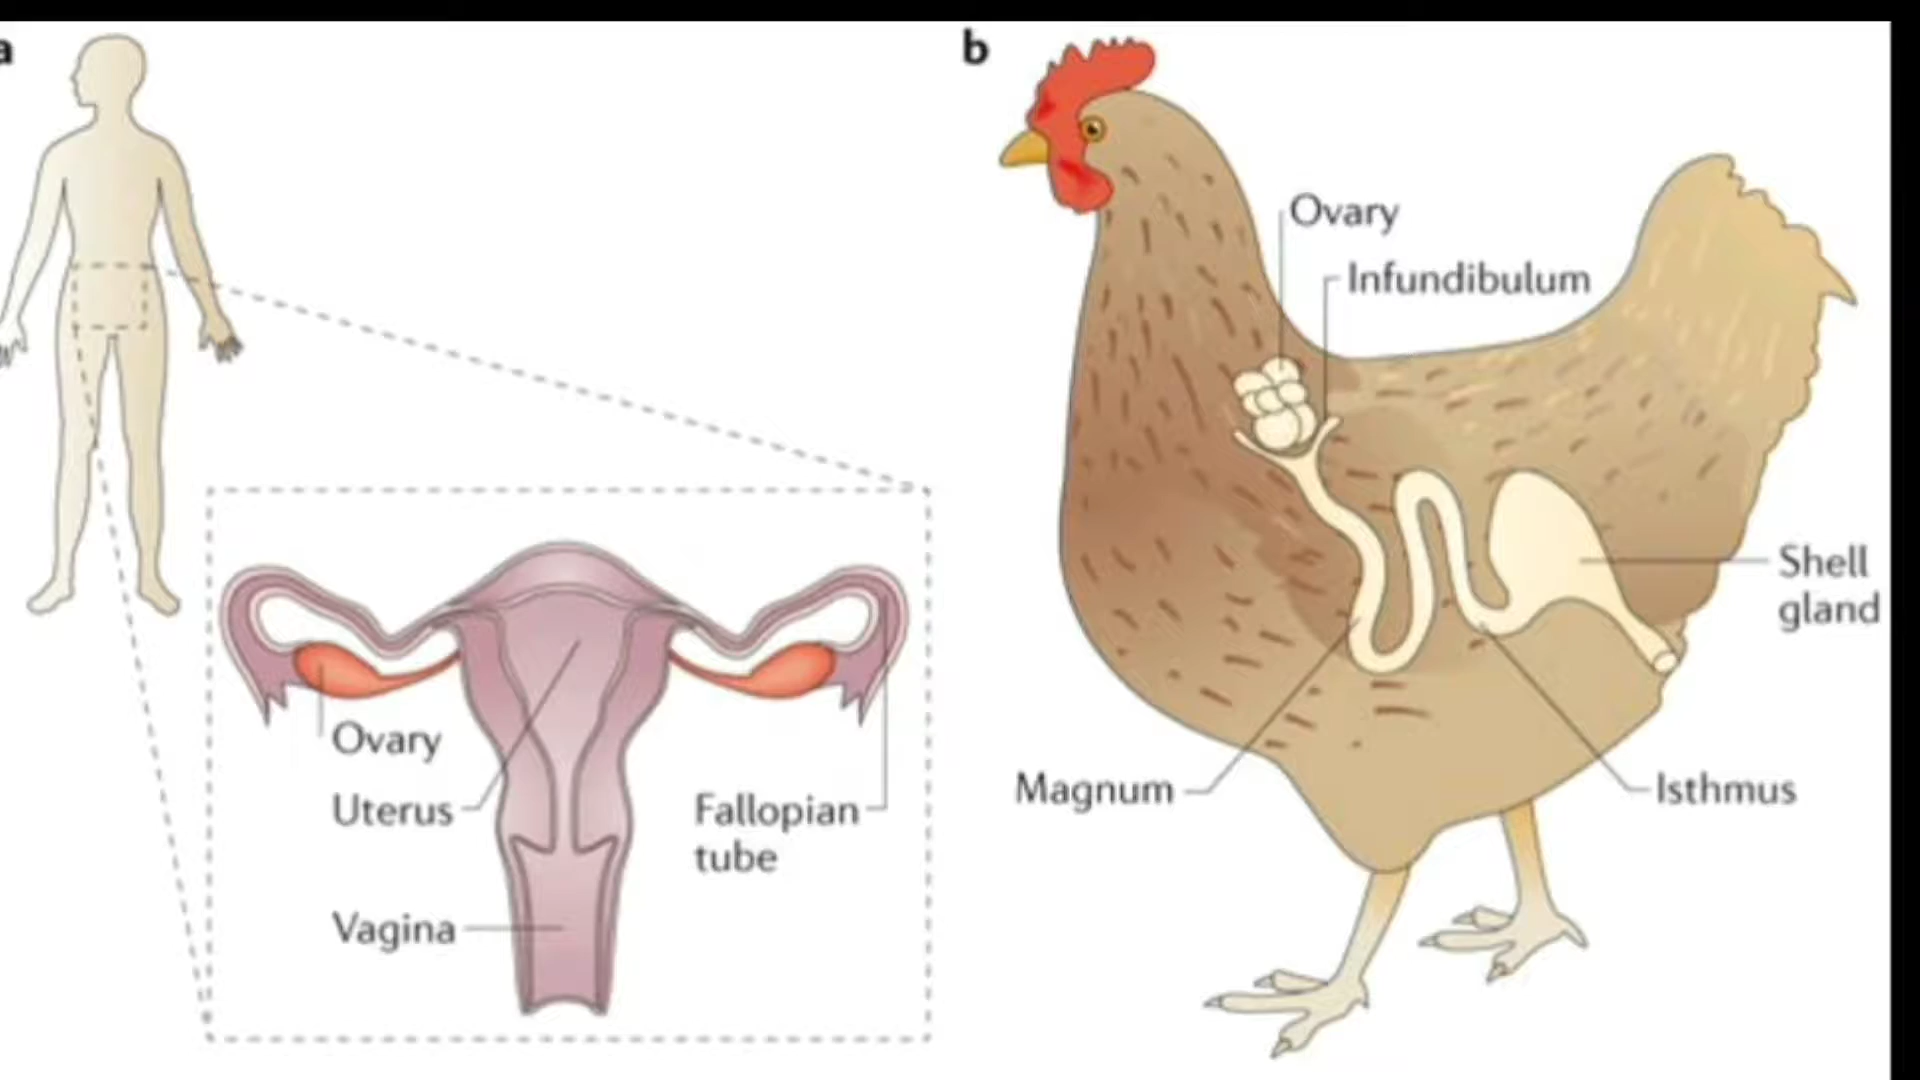 a
Ovary
Uterus
Fallopian
tube
Vagina
b
Ovary
Infundibulum
Shell
gland
Magnum
Isthmus